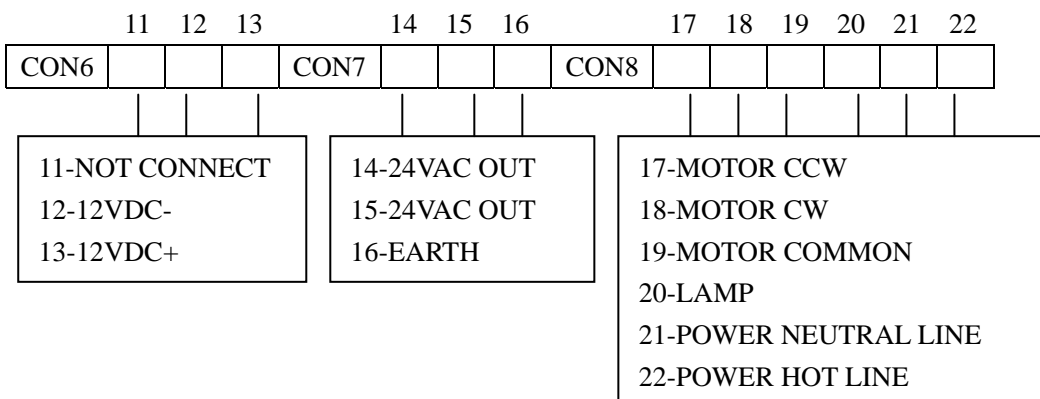 11 12 13 14 15 16 17 18 19 20 21 22
CON6 CON7 CON8
11-NOT CONNECT
12-12VDC-
13-12VDC+
14-24VAC OUT
15-24VAC OUT
16-EARTH
17-MOTOR CCW
18-MOTOR CW
19-MOTOR COMMON
20-LAMP
21-POWER NEUTRAL LINE
22-POWER HOT LINE